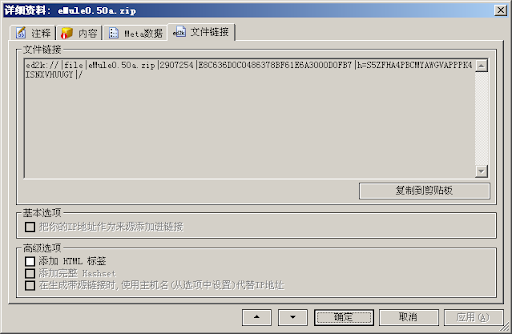 详细资料: eMule0.50a.zip
注释 内容 Meta数据 文件链接
文件链接
ed2k://|file|eMule0.50a.zip|2907254|E8C636D0C0486378BF61E6A3000D0FB7|h=S5ZFHA4PBCMYAWGVAPPPK4
ISNXVHUUGY|/
复制到剪贴板
基本选项
把你的IP地址作为来源添加进链接
高级选项
添加 HTML 标签
添加完整 Hashset
在生成带源链接时,使用主机名(从选项中设置)代替IP地址
确定 取消 应用(A)